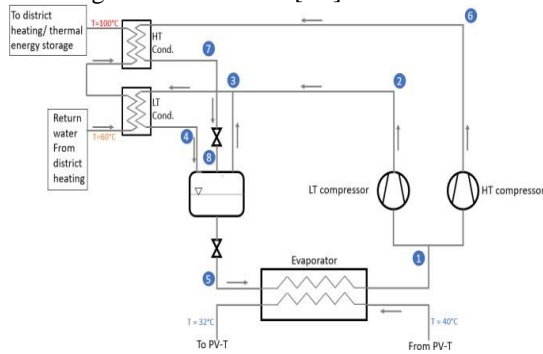 To district
heating/ thermal
energy storage
T=100°C
HT
Cond.
6
7
3
2
LT
Cond.
Return
water
From
district
heating
T=60°C
4
8
LT compressor
HT compressor
1
5
Evaporator
T = 32°C
T = 40°C
To PV-T
From PV-T